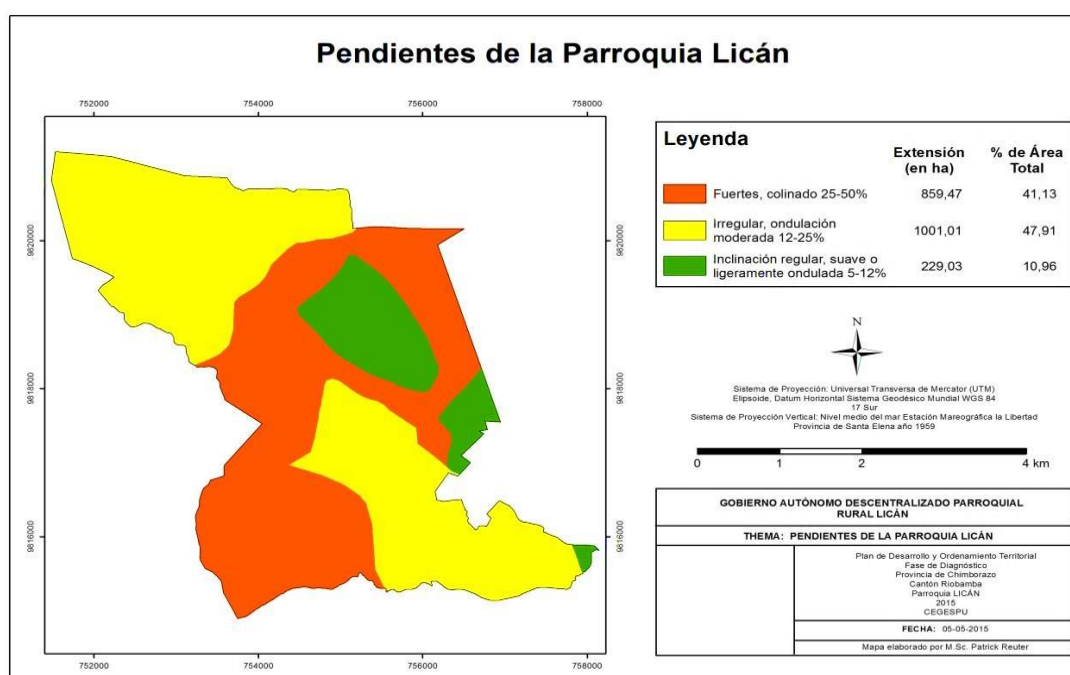 Pendientes de la Parroquia Licán
752000 754000 756000 758000
9820000 9820000
9818000 9818000
9816000 9816000
752000 754000 756000 758000
Leyenda
Extensión % de Área
(en ha) Total
Fuertes, colinado 25-50% 859,47 41,13
Irregular, ondulación
moderada 12-25% 1001,01 47,91
Inclinación regular, suave o
ligeramente ondulada 5-12% 229,03 10,96
N
Sistema de Proyección: Universal Transversa de Mercator (UTM)
Elipsoide, Datum Horizontal Sistema Geodésico Mundial WGS 84
17 Sur
Sistema de Proyección Vertical: Nivel medio del mar Estación Mareográfica la Libertad
Provincia de Santa Elena año 1959
0 1 2 4 km
GOBIERNO AUTÓNOMO DESCENTRALIZADO PARROQUIAL
RURAL LICÁN
THEMA: PENDIENTES DE LA PARROQUIA LICÁN
Plan de Desarrollo y Ordenamiento Territorial
Fase de Diagnóstico
Provincia de Chimborazo
Cantón Riobamba
Parroquia LICÁN
2015
CEGESPU
FECHA: 05-05-2015
Mapa elaborado por M.Sc. Patrick Reuter